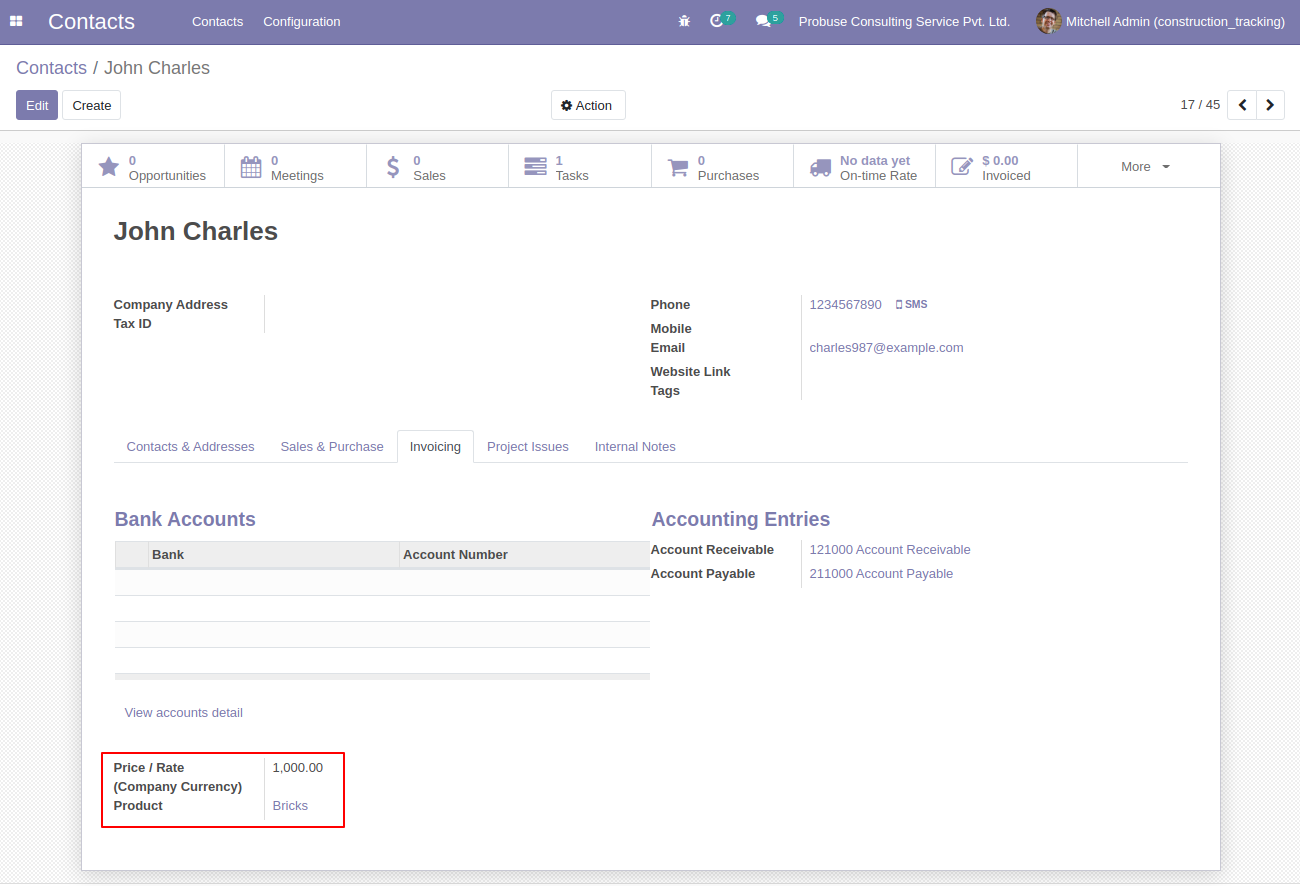 Contacts Contacts Configuration 7 5 Probuse Consulting Service Pvt. Ltd. Mitchell Admin (construction_tracking)
Contacts / John Charles
Edit Create Action 17 / 45
0 Opportunities
0 Meetings
0 Sales
1 Tasks
0 Purchases
No data yet On-time Rate
$ 0.00 Invoiced
More
John Charles
Company Address
Tax ID
Phone 1234567890 SMS
Mobile
Email charles987@example.com
Website Link
Tags
Contacts & Addresses Sales & Purchase Invoicing Project Issues Internal Notes
Bank Accounts
Bank Account Number
View accounts detail
Accounting Entries
Account Receivable 121000 Account Receivable
Account Payable 211000 Account Payable
Price / Rate 1,000.00
(Company Currency)
Product Bricks